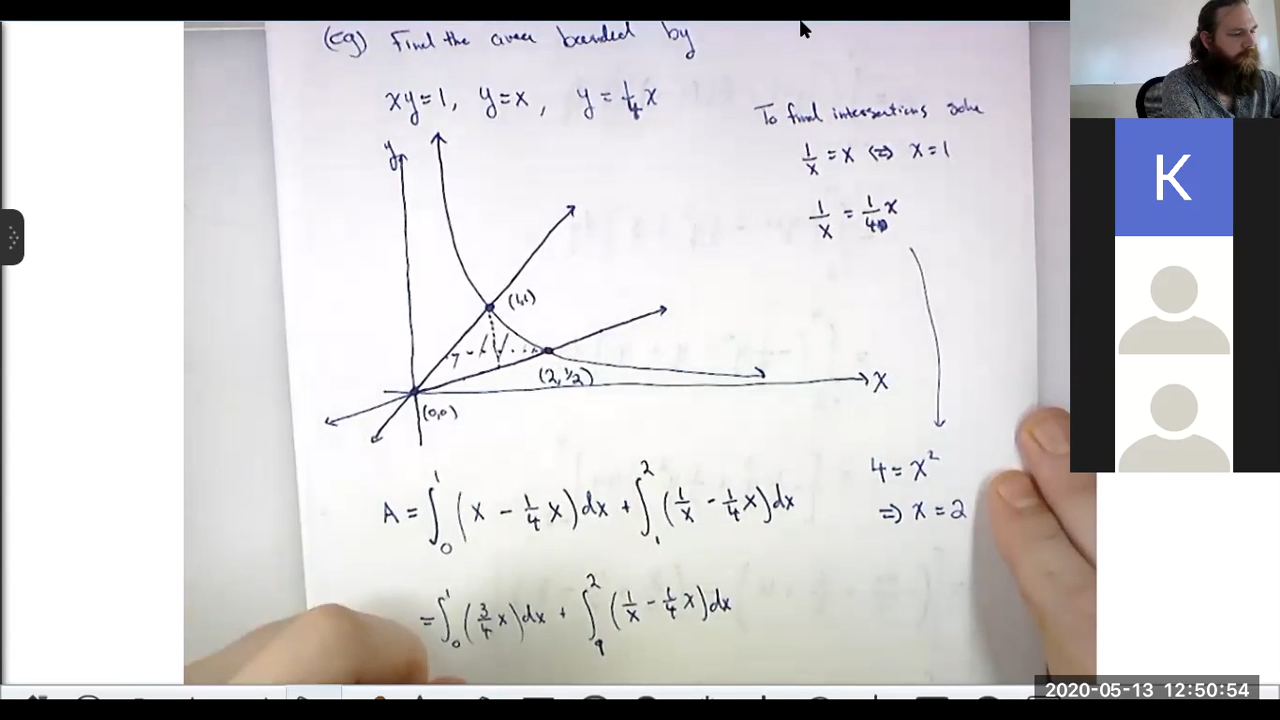 (eg) Find the area bounded by
xy=1, y=x, y=1/4 x
To find intersections solve
1/x = x ⇔ x=1
1/x = 1/4 x
y
(1,1)
(2, 1/2)
x
(0,0)
4=x²
⇒ x=2
A = ∫₀¹ (x - 1/4 x) dx + ∫₁² (1/x - 1/4 x) dx
= ∫₀¹ (3/4 x) dx + ∫₁² (1/x - 1/4 x) dx
K
2020-05-13 12:50:54